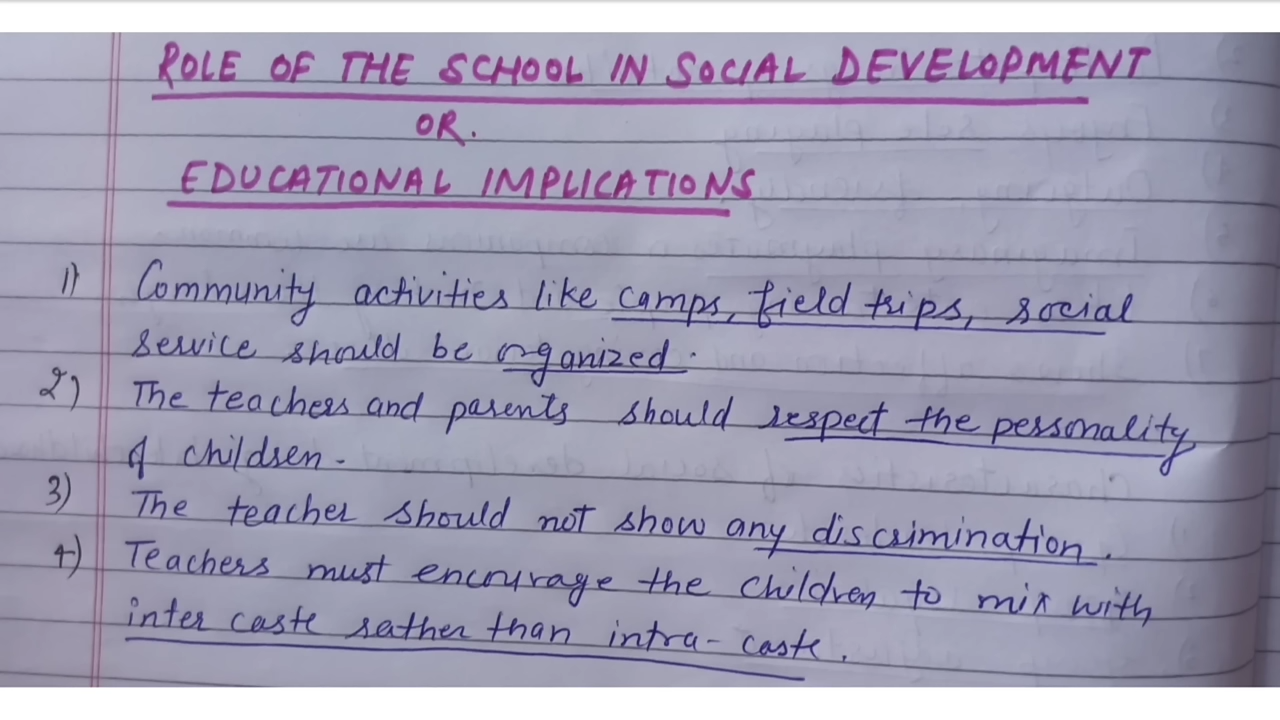 ROLE OF THE SCHOOL IN SOCIAL DEVELOPMENT
OR.
EDUCATIONAL IMPLICATIONS
1) Community activities like camps, field trips, social
service should be organized.
2) The teachers and parents should respect the personality
of children.
3) The teacher should not show any discrimination.
4) Teachers must encourage the children to mix with
inter caste rather than intra-caste.